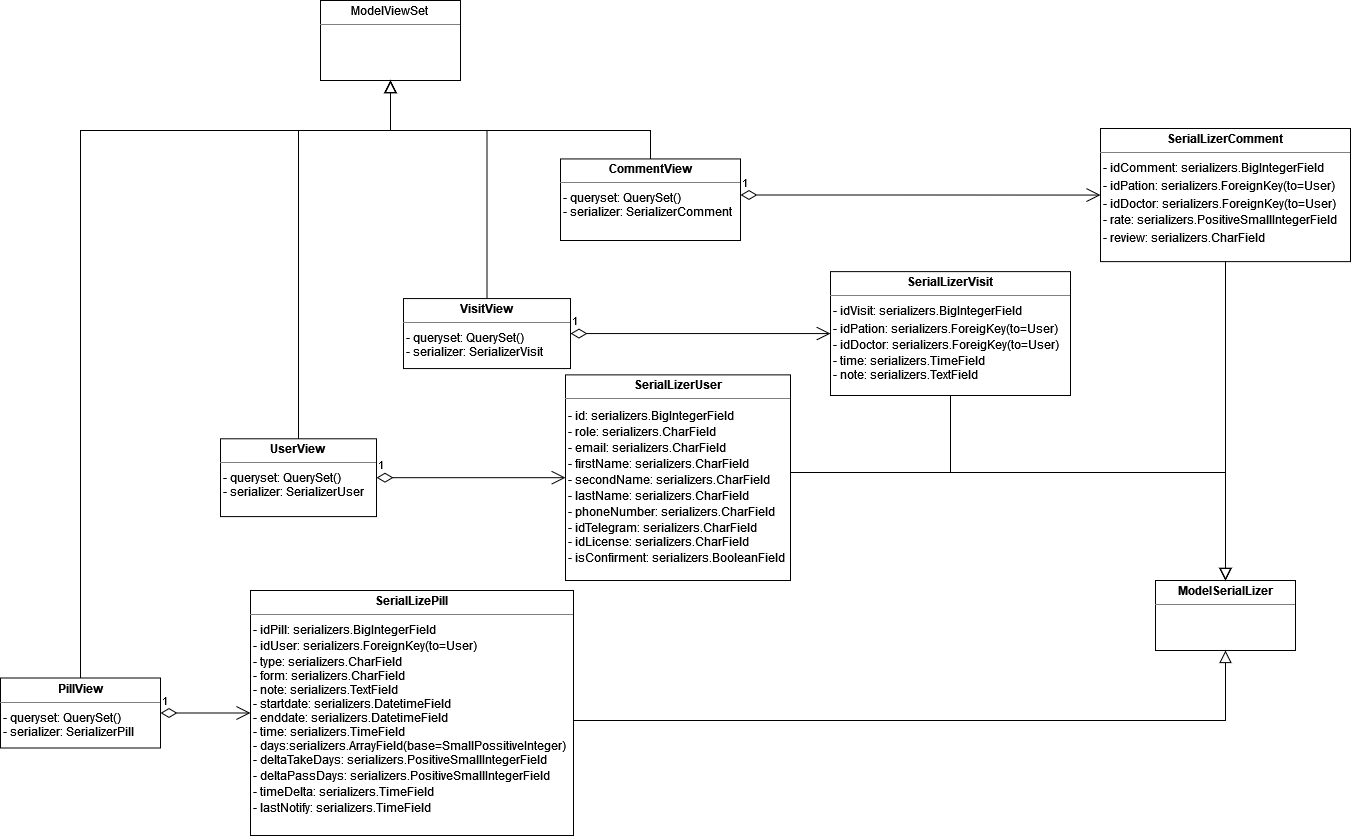 ModelViewSet
CommentView
- queryset: QuerySet()
- serializer: SerializerComment
1
SerialLizerComment
- idComment: serializers.BigIntegerField
- idPation: serializers.ForeignKey(to=User)
- idDoctor: serializers.ForeignKey(to=User)
- rate: serializers.PositiveSmallIntegerField
- review: serializers.CharField
VisitView
- queryset: QuerySet()
- serializer: SerializerVisit
1
SerialLizerVisit
- idVisit: serializers.BigIntegerField
- idPation: serializers.ForeigKey(to=User)
- idDoctor: serializers.ForeigKey(to=User)
- time: serializers.TimeField
- note: serializers.TextField
UserView
- queryset: QuerySet()
- serializer: SerializerUser
1
SerialLizerUser
- id: serializers.BigIntegerField
- role: serializers.CharField
- email: serializers.CharField
- firstName: serializers.CharField
- secondName: serializers.CharField
- lastName: serializers.CharField
- phoneNumber: serializers.CharField
- idTelegram: serializers.CharField
- idLicense: serializers.CharField
- isConfirment: serializers.BooleanField
ModelSerialLizer
PillView
- queryset: QuerySet()
- serializer: SerializerPill
1
SerialLizePill
- idPill: serializers.BigIntegerField
- idUser: serializers.ForeignKey(to=User)
- type: serializers.CharField
- form: serializers.CharField
- note: serializers.TextField
- startdate: serializers.DatetimeField
- enddate: serializers.DatetimeField
- time: serializers.TimeField
- days:serializers.ArrayField(base=SmallPossitiveInteger)
- deltaTakeDays: serializers.PositiveSmallIntegerField
- deltaPassDays: serializers.PositiveSmallIntegerField
- timeDelta: serializers.TimeField
- lastNotify: serializers.TimeField